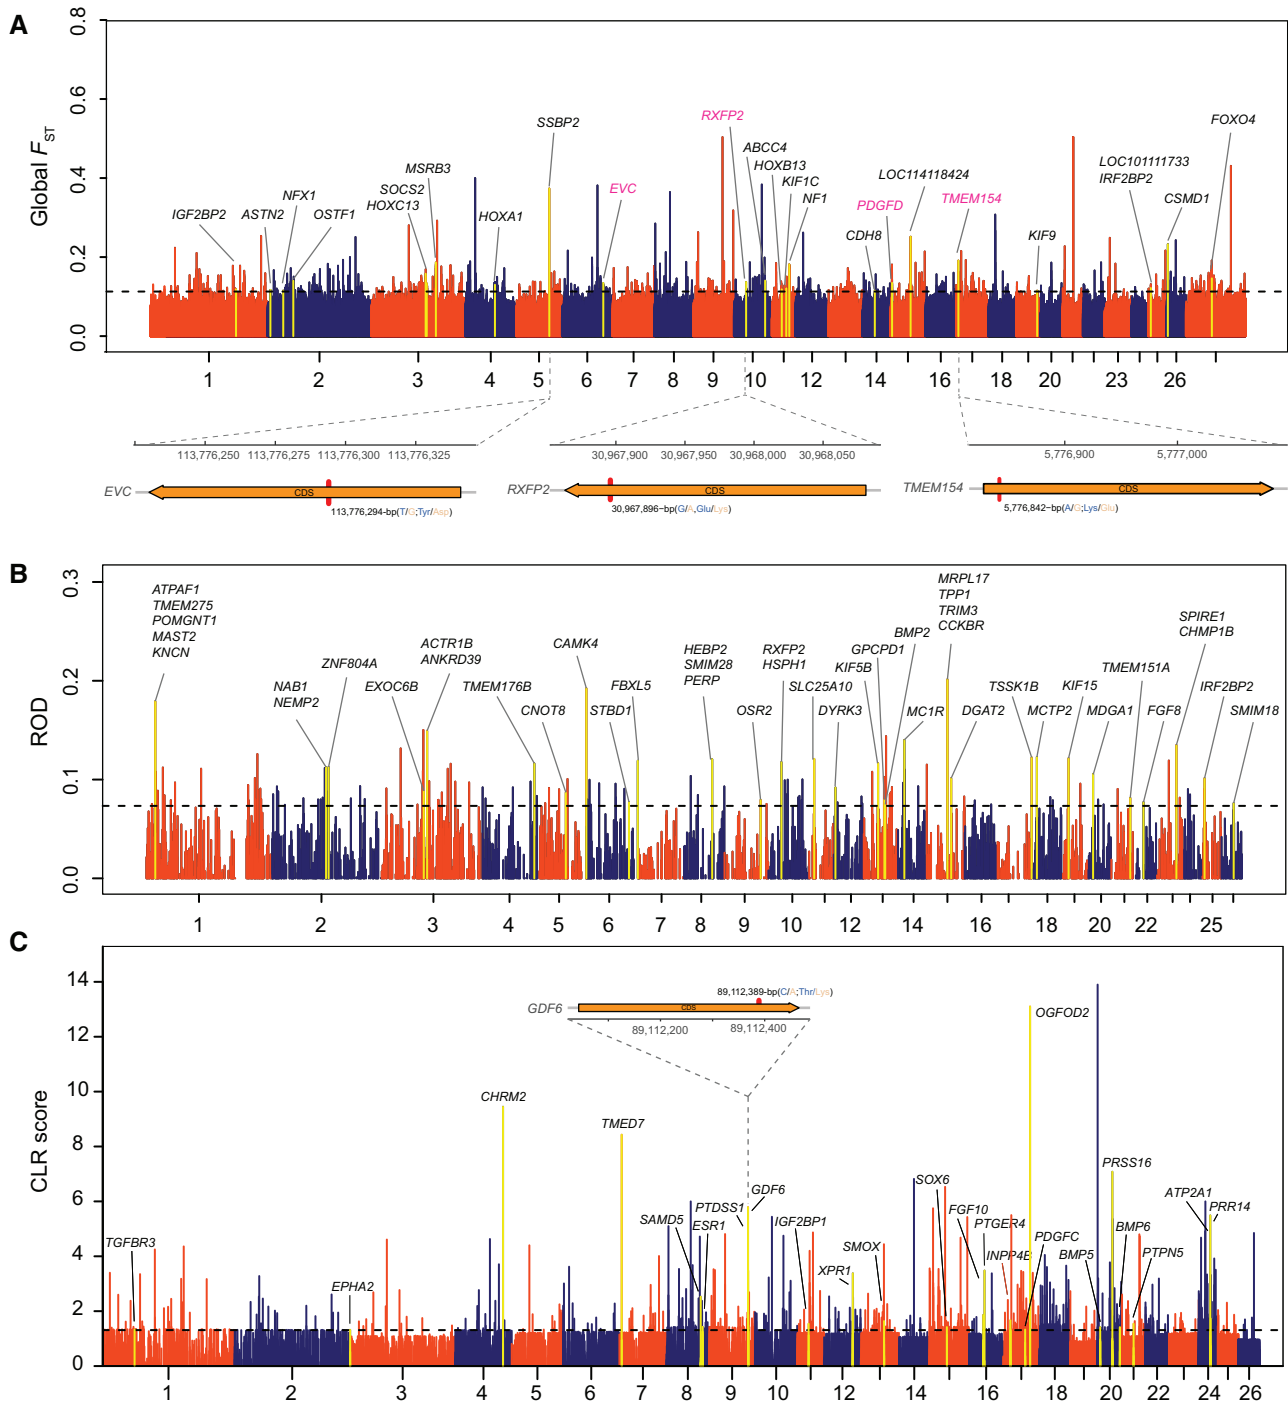 A
Global FST
0.8
0.6
0.4
0.2
0.0
IGF2BP2
ASTN2
NFX1
OSTF1
SOCS2
HOXC13
MSRB3
HOXA1
SSBP2
EVC
RXFP2
ABCC4
HOXB13
KIF1C
NF1
PDGFD
CDH8
LOC114118424
TMEM154
KIF9
LOC101111733
IRF2BP2
CSMD1
FOXO4
1 2 3 4 5 6 7 8 9 10 12 14 16 18 20 23 26
113,776,250 113,776,275 113,776,300 113,776,325
EVC
CDS
113,776,294-bp(T/G;Tyr/Asp)
30,967,900 30,967,950 30,968,000 30,968,050
RXFP2
CDS
30,967,896-bp(G/A,Glu/Lys)
5,776,900 5,777,000
TMEM154
CDS
5,776,842-bp(A/G;Lys/Glu)
B
ROD
0.3
0.2
0.1
0.0
ATPAF1
TMEM275
POMGNT1
MAST2
KNCN
NAB1
NEMP2
ZNF804A
EXOC6B
ACTR1B
ANKRD39
TMEM176B
CNOT8
CAMK4
STBD1
FBXL5
HEBP2
SMIM28
PERP
OSR2
RXFP2
HSPH1
SLC25A10
DYRK3
KIF5B
GPCPD1
BMP2
MC1R
MRPL17
TPP1
TRIM3
CCKBR
DGAT2
TSSK1B
MCTP2
KIF15
MDGA1
TMEM151A
FGF8
SPIRE1
CHMP1B
IRF2BP2
SMIM18
1 2 3 4 5 6 7 8 9 10 12 14 16 18 20 22 25
C
CLR score
14
12
10
8
6
4
2
0
GDF6
CDS
89,112,389-bp(C/A;Thr/Lys)
89,112,200 89,112,400
TGFBR3
EPHA2
CHRM2
TMED7
SAMD5
ESR1
PTDSS1
GDF6
IGF2BP1
XPR1
SMOX
SOX6
FGF10
PTGER4
INPP4B
OGFOD2
PDGFC
BMP5
PRSS16
BMP6
PTPN5
ATP2A1
PRR14
1 2 3 4 5 6 7 8 9 10 12 14 16 18 20 22 24 26